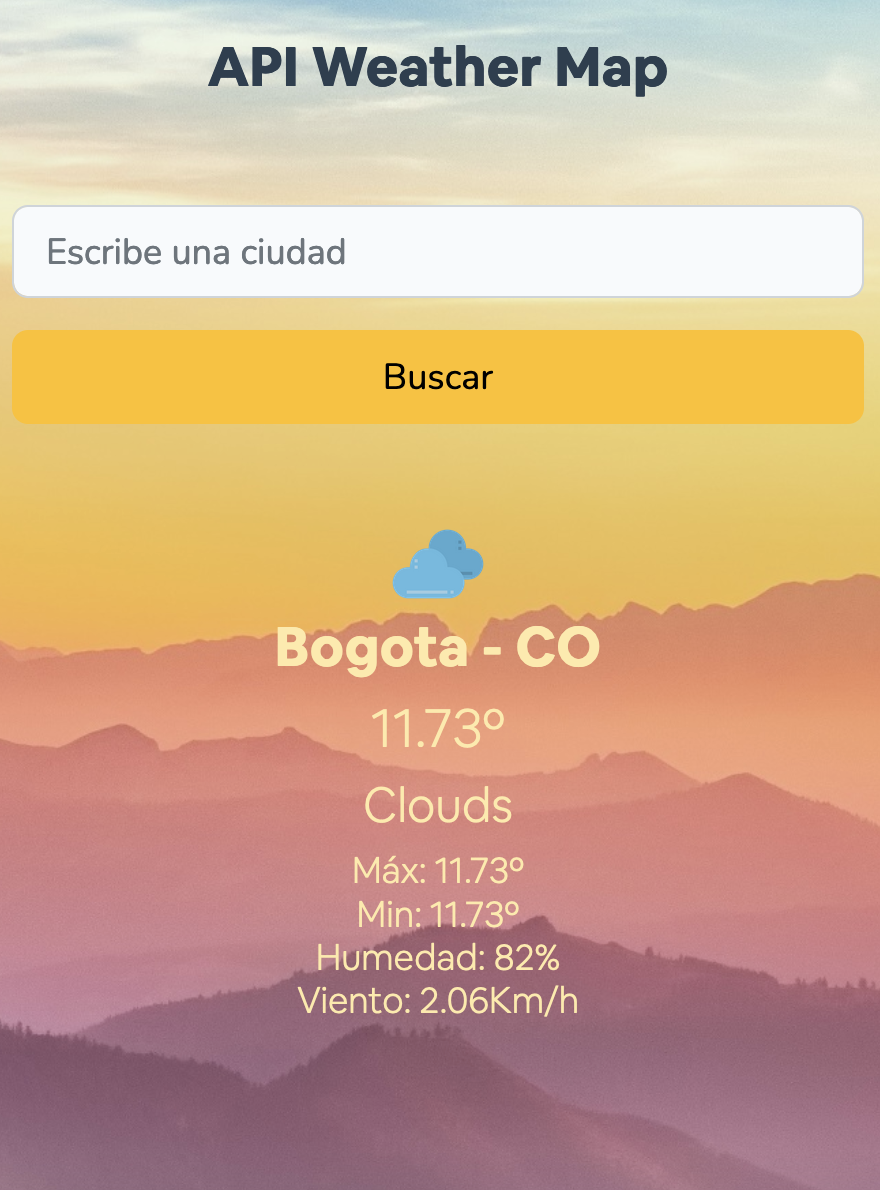 API Weather Map
Escribe una ciudad
Buscar
Bogota - CO
11.73º
Clouds
Máx: 11.73º
Min: 11.73º
Humedad: 82%
Viento: 2.06Km/h